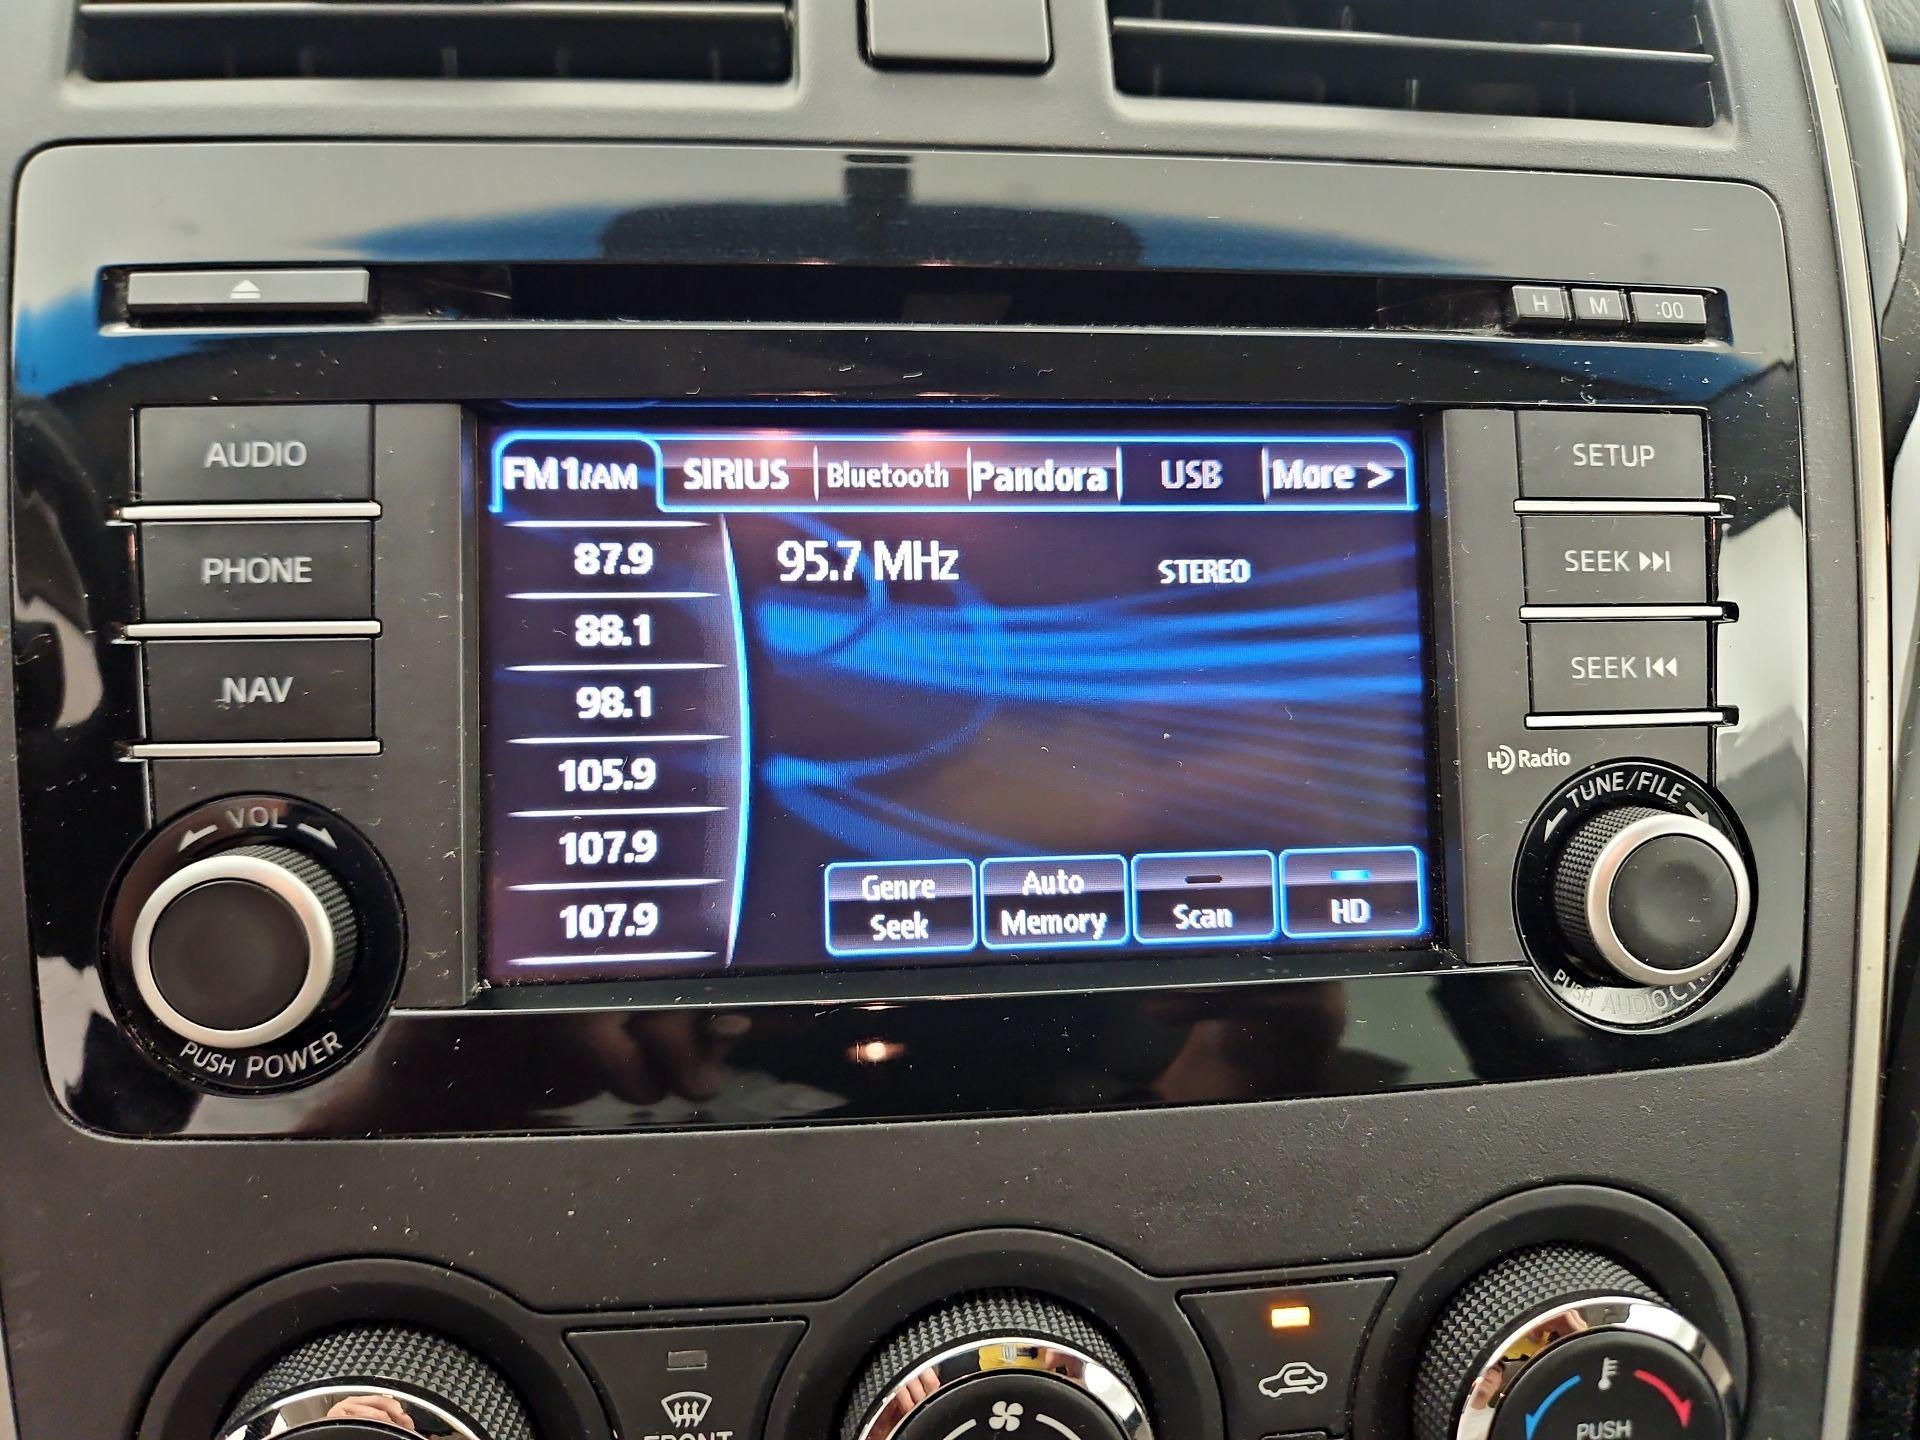 H M :00
AUDIO
PHONE
NAV
VOL
PUSH POWER
FM1/AM SIRIUS Bluetooth Pandora USB More >
87.9
88.1
98.1
105.9
107.9
107.9
95.7 MHz STEREO
Genre
Seek
Auto
Memory
Scan
HD
SETUP
SEEK
SEEK
HD Radio
TUNE/FILE
PUSH AUDIO
FRONT
PUSH